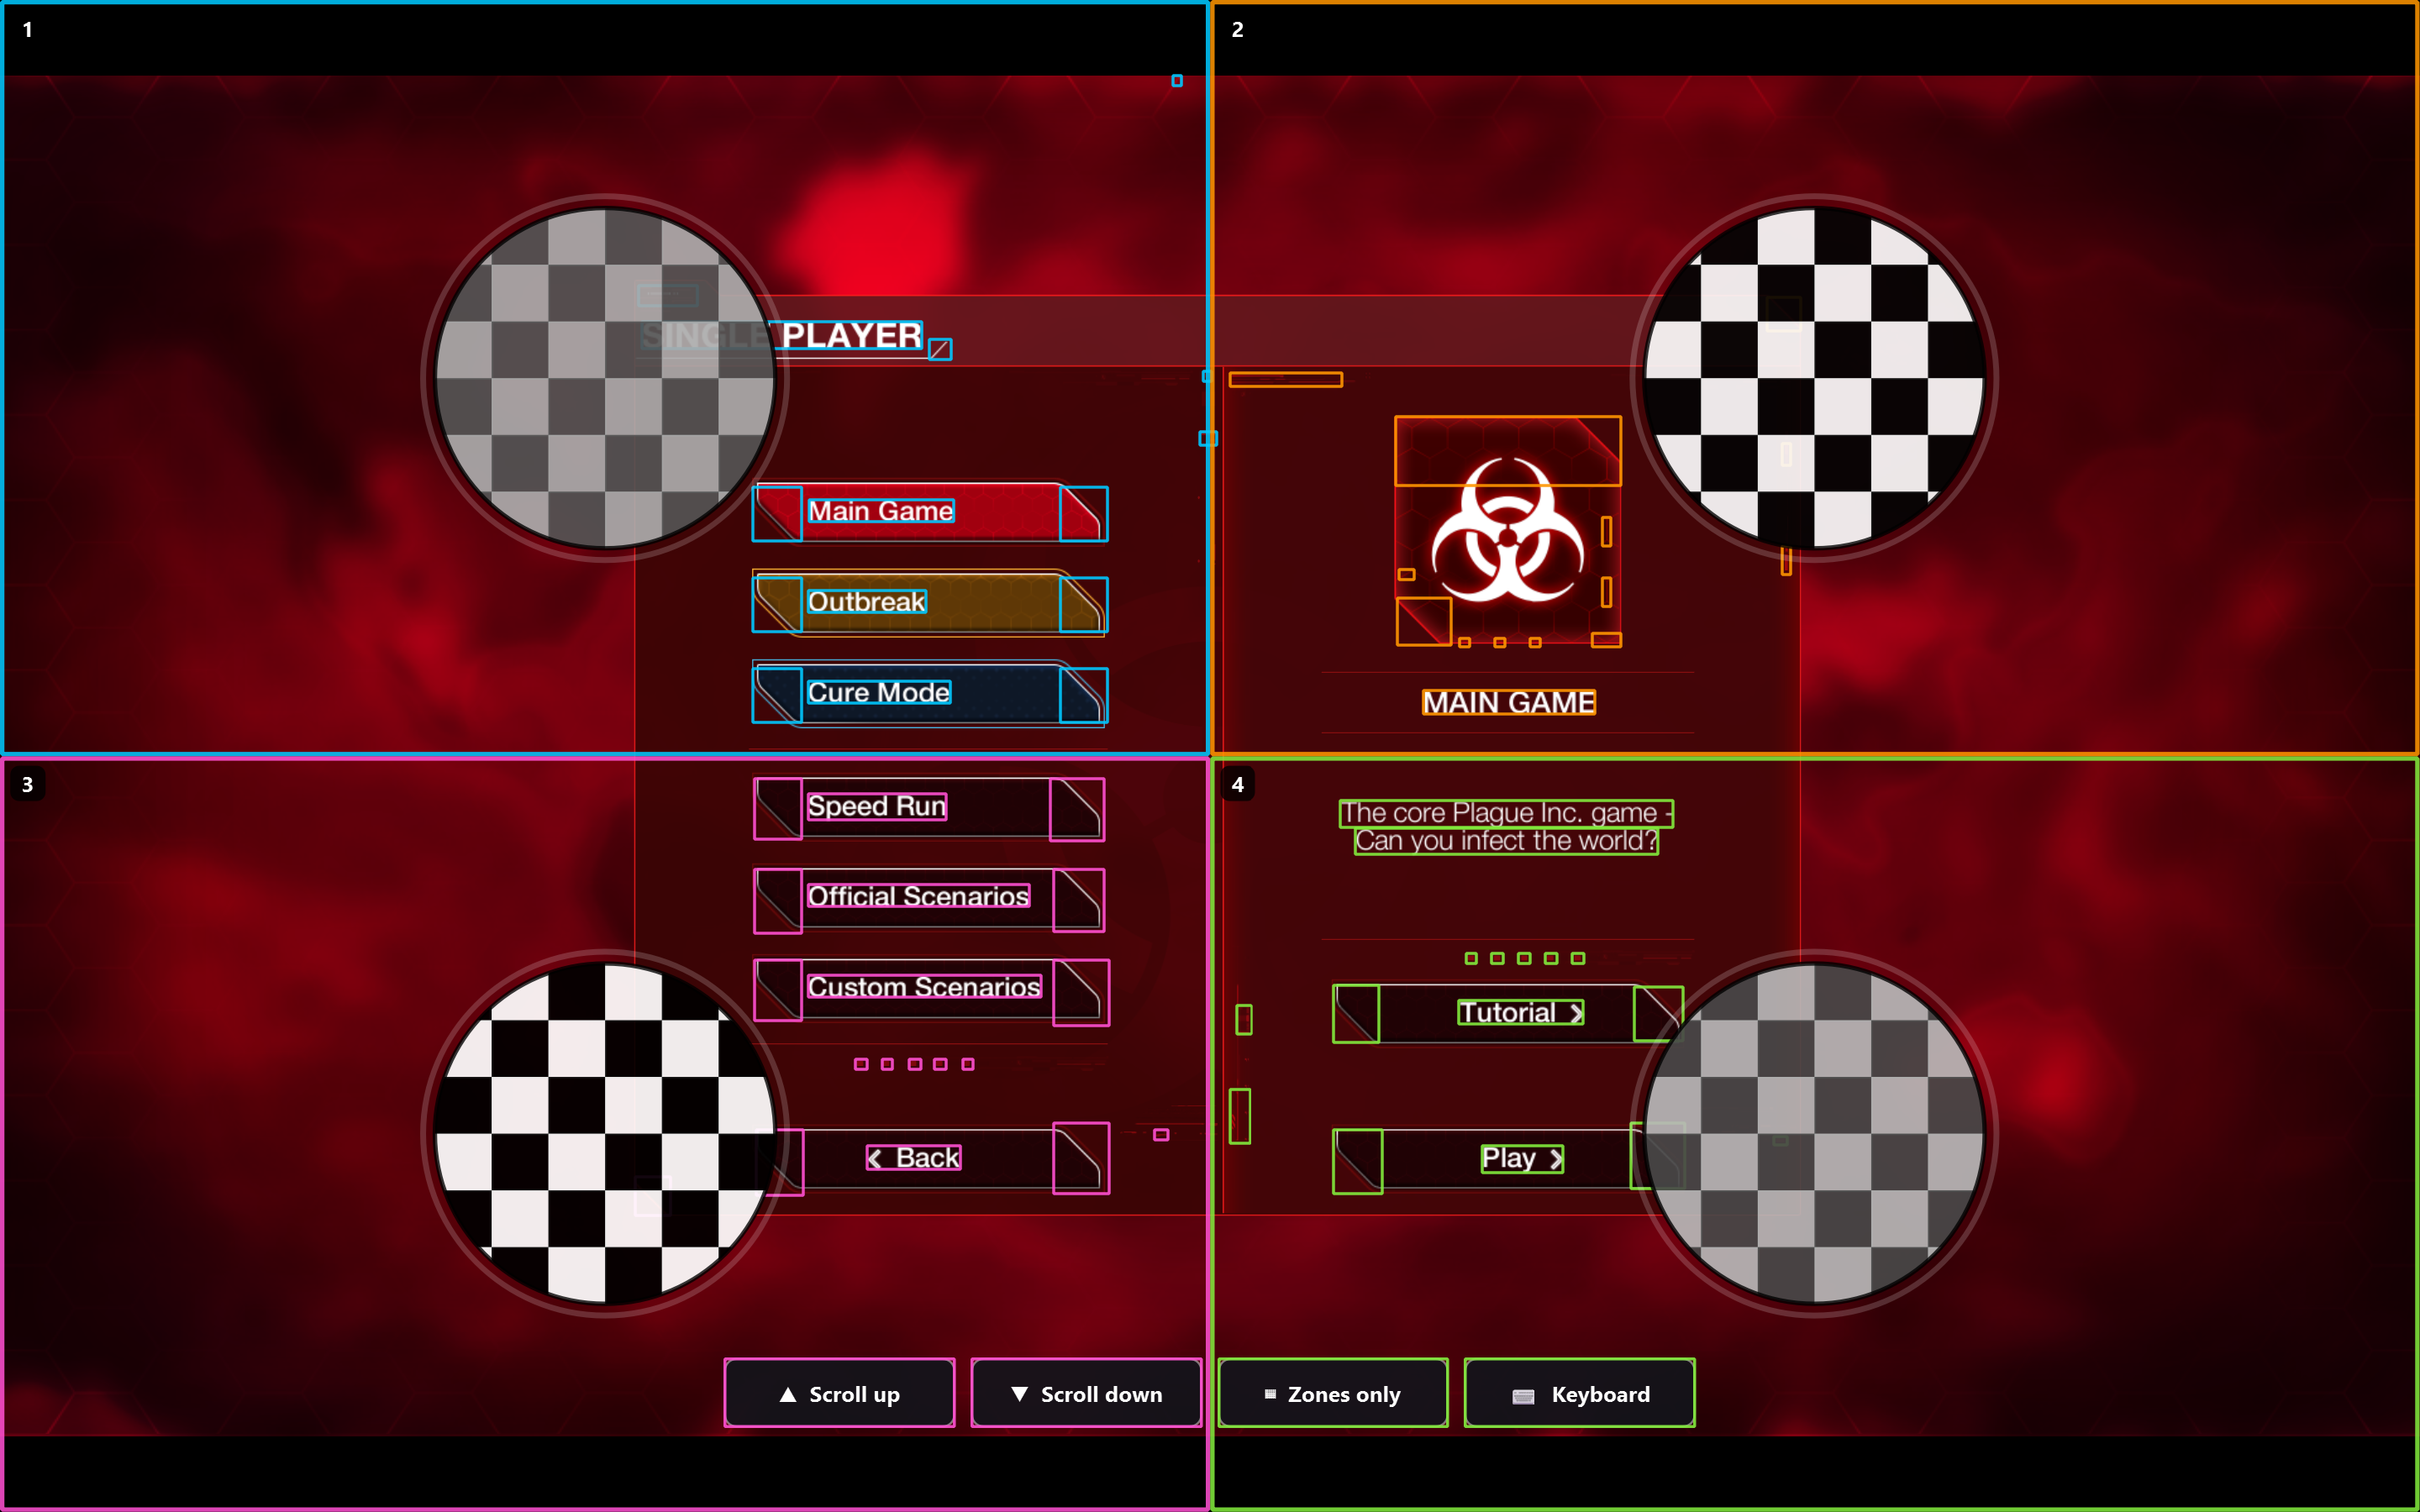 1
2
SINGLE PLAYER
Main Game
Outbreak
Cure Mode
MAIN GAME
3
4
Speed Run
Official Scenarios
Custom Scenarios
< Back
The core Plague Inc. game -
Can you infect the world?
Tutorial >
Play >
▲ Scroll up
▼ Scroll down
Zones only
Keyboard